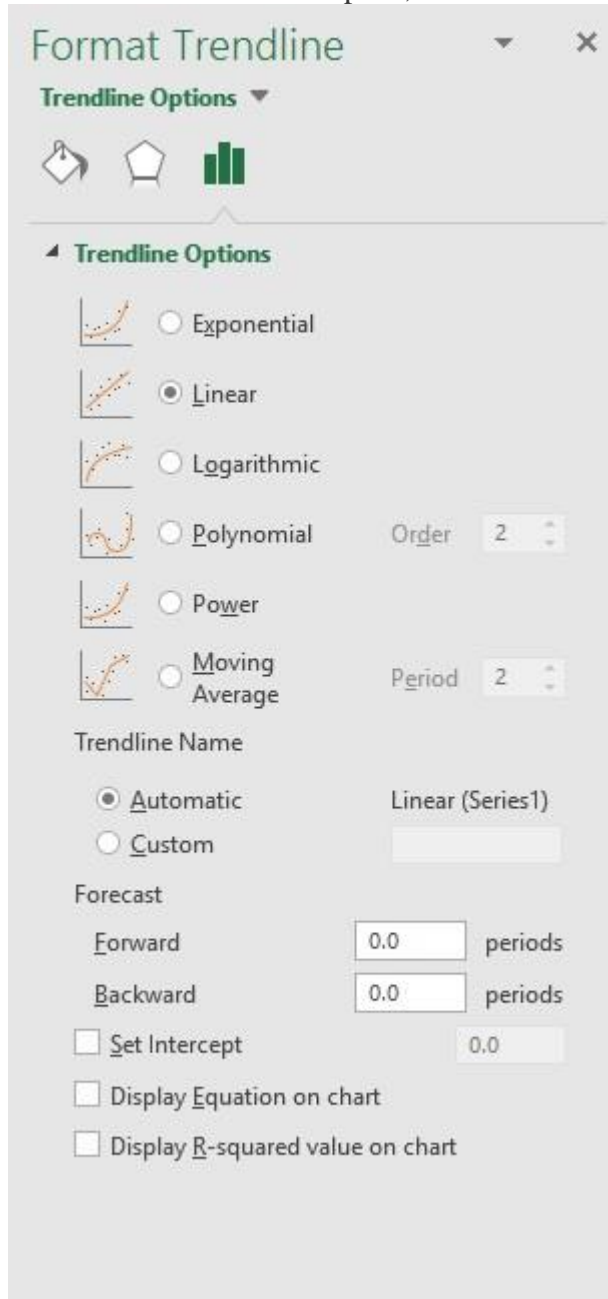 Format Trendline
Trendline Options
Trendline Options
Exponential
Linear
Logarithmic
Polynomial Order 2
Power
Moving
Average
Period 2
Trendline Name
Automatic Linear (Series1)
Custom
Forecast
Forward 0.0 periods
Backward 0.0 periods
Set Intercept 0.0
Display Equation on chart
Display R-squared value on chart